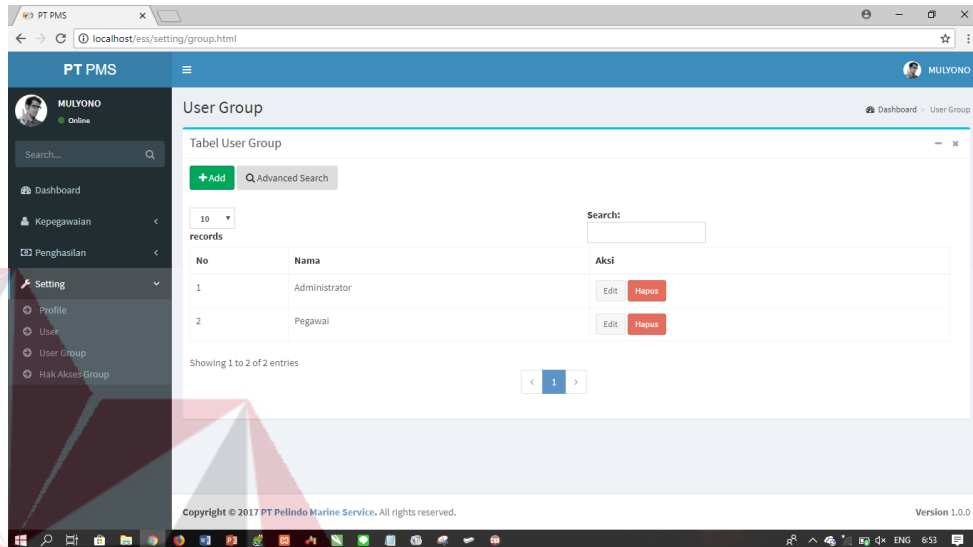 PT PMS
localhost/ess/setting/group.html
PT PMS
MULYONO
MULYONO
Online
Search...
Dashboard
Kepegawaian
Penghasilan
Setting
Profile
User
User Group
Hak Akses Group
User Group
Dashboard > User Group
Tabel User Group
Add
Advanced Search
10
records
Search:
No Nama Aksi
1 Administrator Edit Hapus
2 Pegawai Edit Hapus
Showing 1 to 2 of 2 entries
< 1 >
Copyright © 2017 PT Pelindo Marine Service. All rights reserved.
Version 1.0.0
ENG 6:53